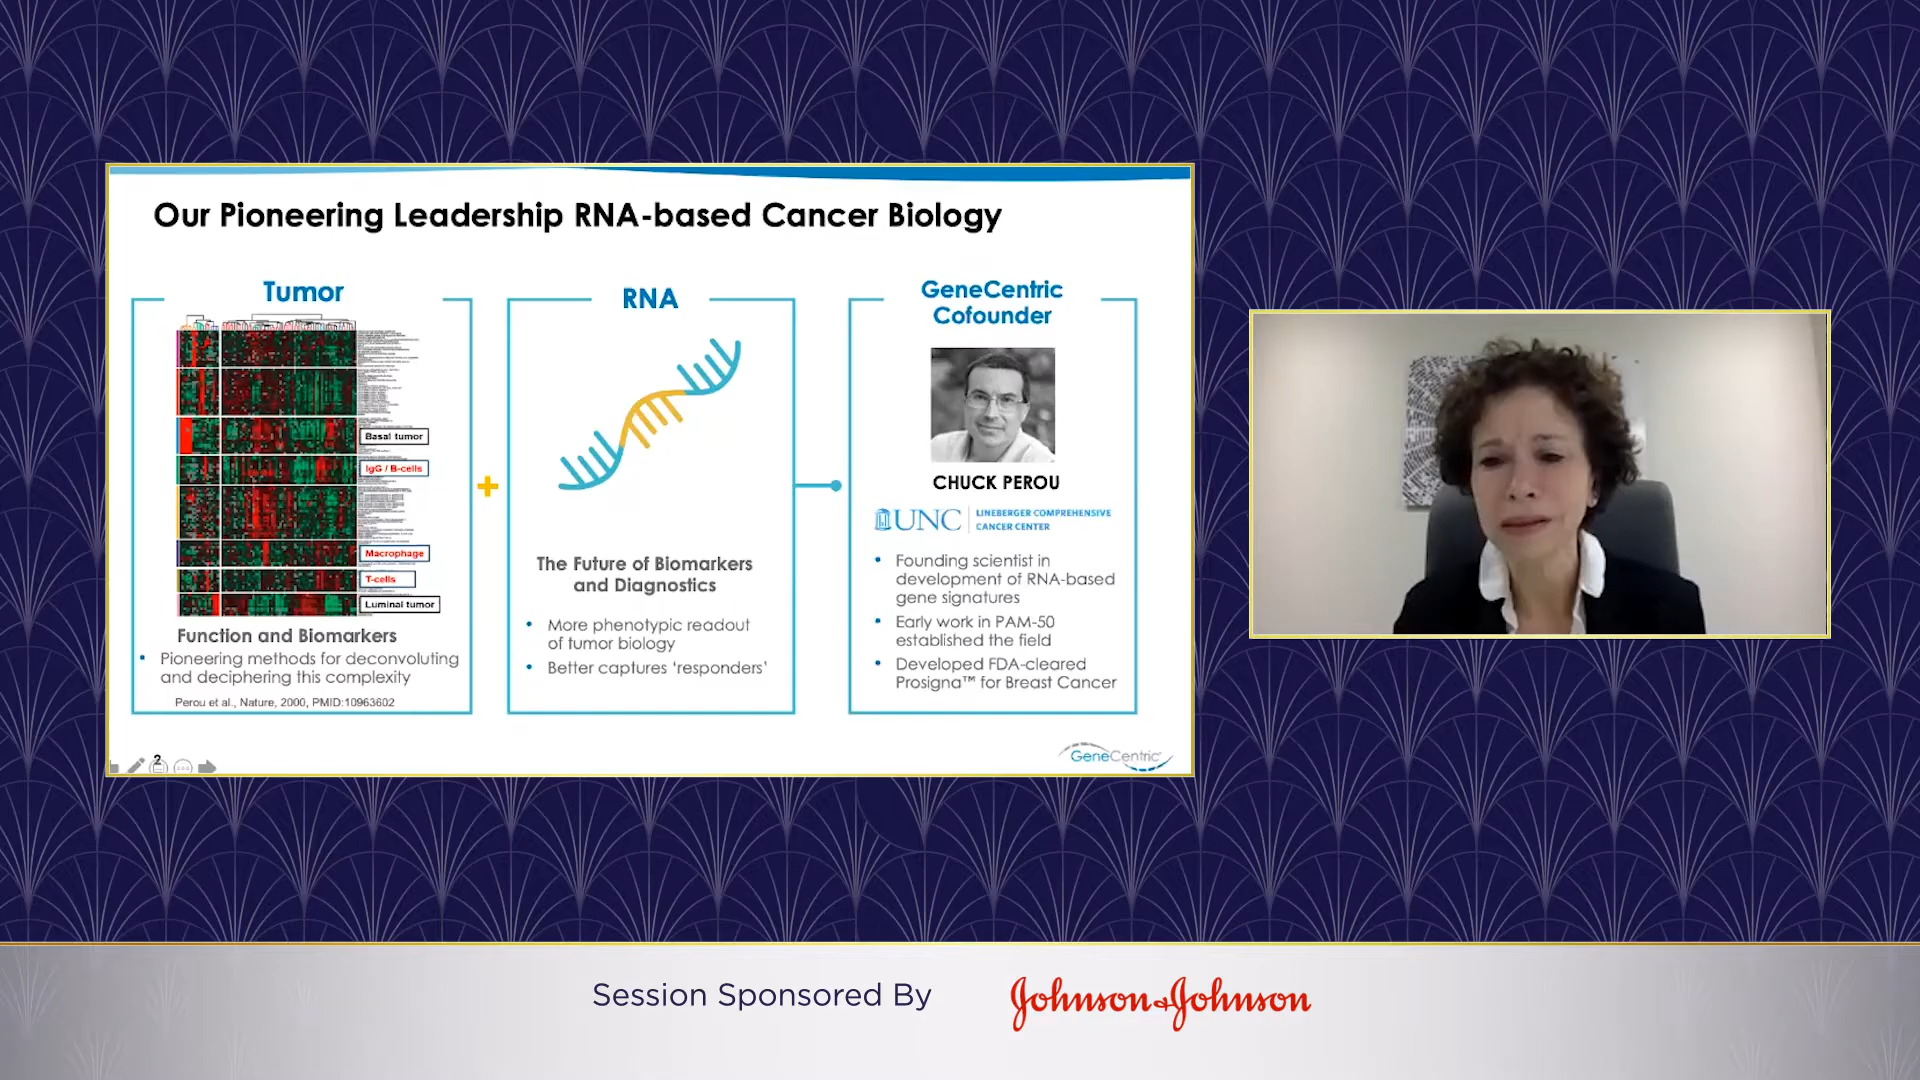 Our Pioneering Leadership RNA-based Cancer Biology
Tumor
Basal tumor
IgG / B-cells
Macrophage
T-cells
Luminal tumor
Function and Biomarkers
• Pioneering methods for deconvoluting
and deciphering this complexity
Perou et al., Nature, 2000, PMID:10963602
+
RNA
The Future of Biomarkers
and Diagnostics
• More phenotypic readout
of tumor biology
• Better captures ‘responders’
GeneCentric
Cofounder
CHUCK PEROU
UNC
LINEBERGER COMPREHENSIVE
CANCER CENTER
• Founding scientist in
development of RNA-based
gene signatures
• Early work in PAM-50
established the field
• Developed FDA-cleared
Prosigna™ for Breast Cancer
2
GeneCentric
Session Sponsored By
Johnson&Johnson